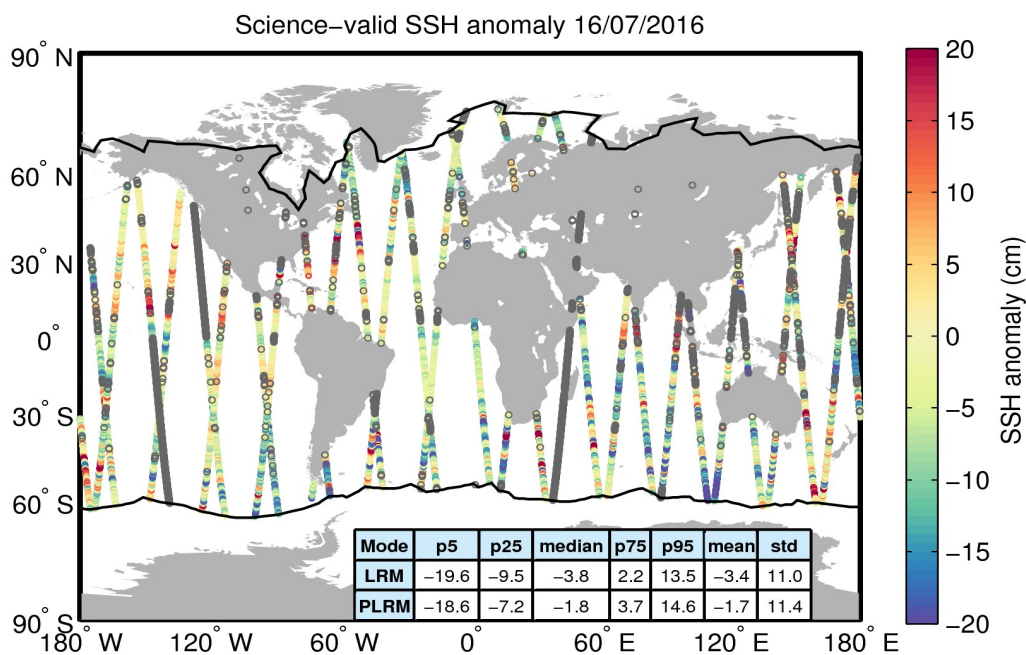 Science−valid SSH anomaly 16/07/2016
90° N
60° N
30° N
0°
30° S
60° S
90° S
180° W
120° W
60° W
0°
60° E
120° E
180° E
20
15
10
5
0
−5
−10
−15
−20
SSH anomaly (cm)
Mode p5 p25 median p75 p95 mean std
LRM −19.6 −9.5 −3.8 2.2 13.5 −3.4 11.0
PLRM −18.6 −7.2 −1.8 3.7 14.6 −1.7 11.4